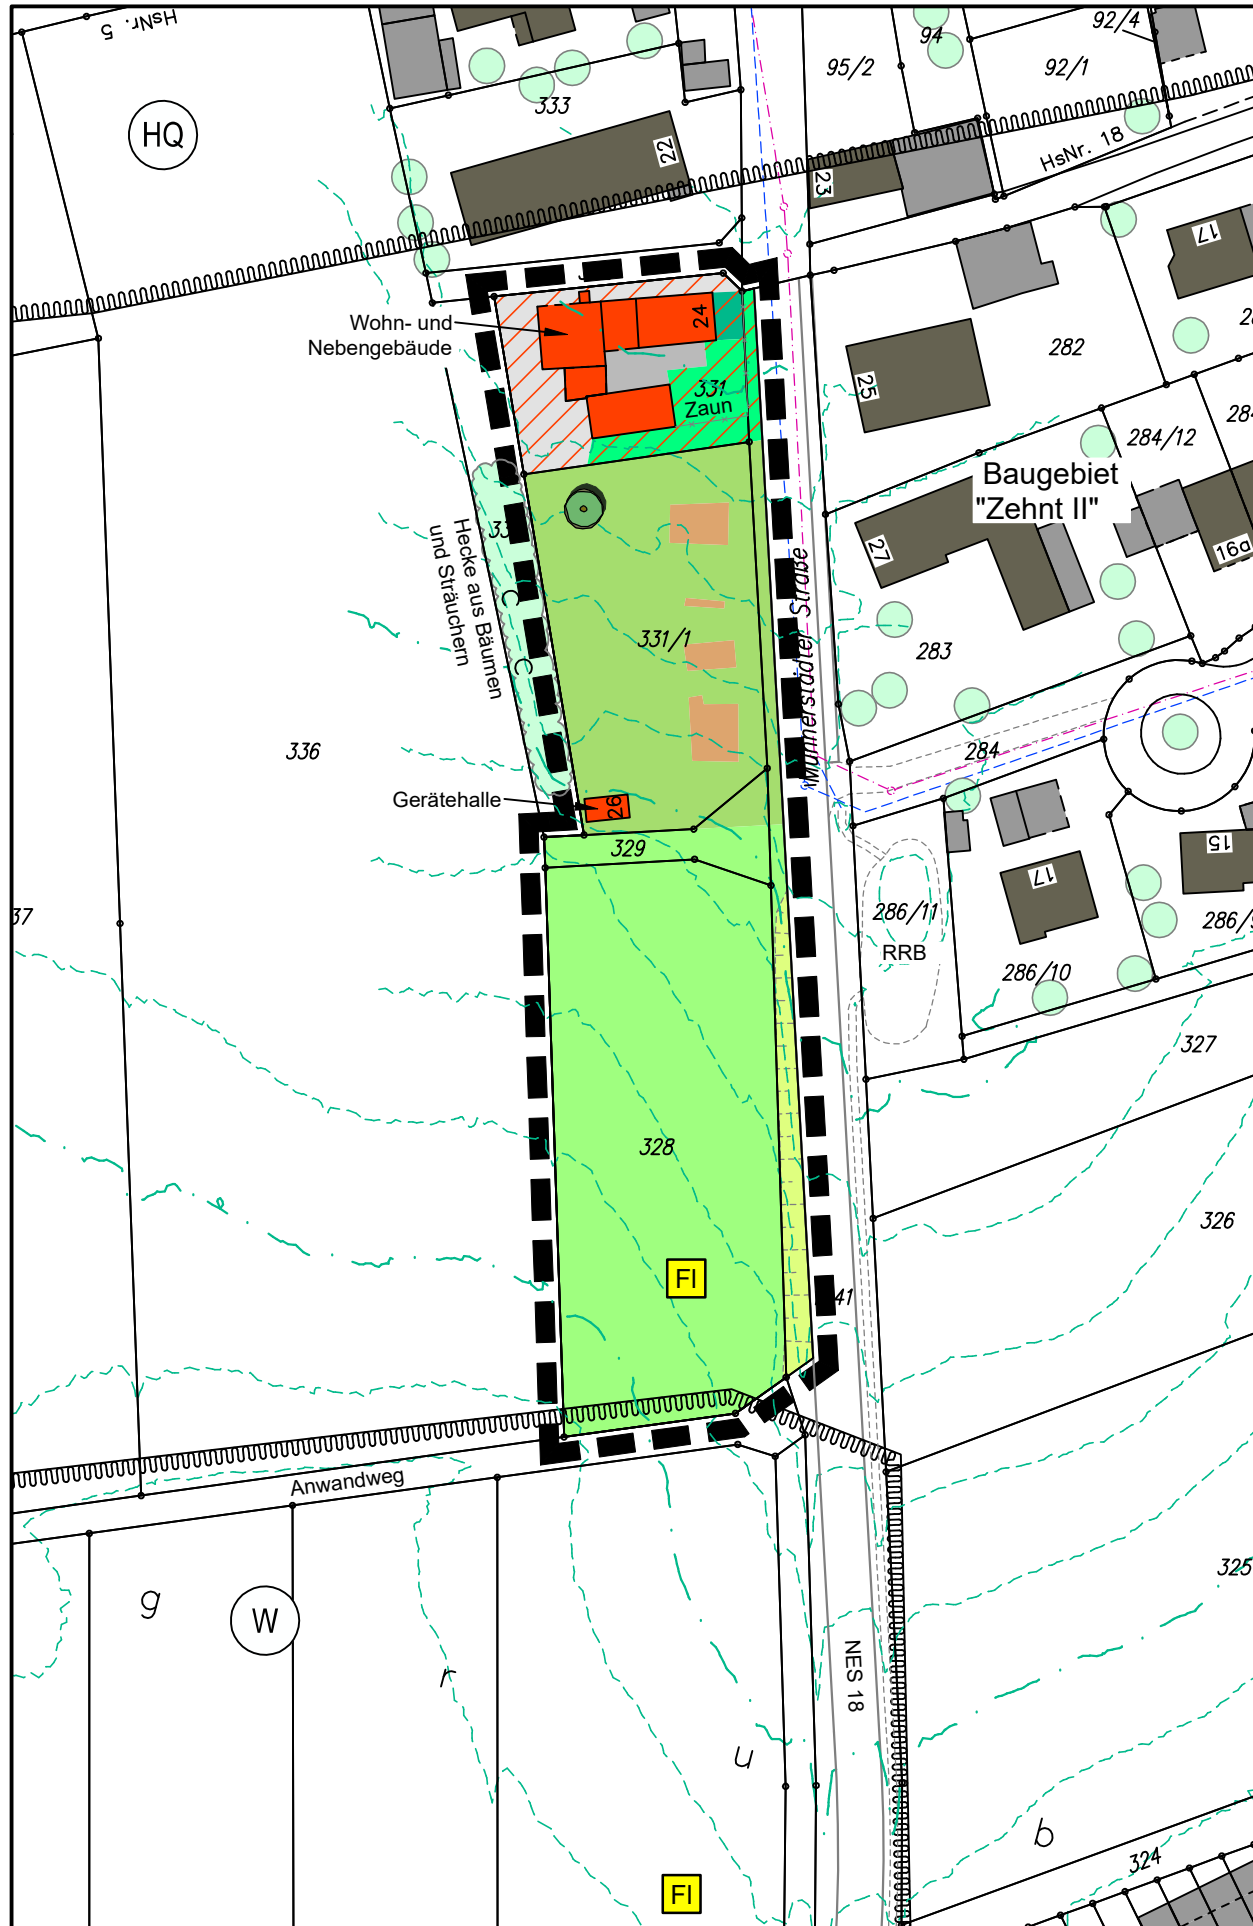 HsNr. 5
92/4
94
95/2
92/1
HQ
333
22
HsNr. 18
23
17
Wohn- und
Nebengebäude
24
282
25
331
Zaun
284/12
Baugebiet
"Zehnt II"
27
16a
Hecke aus Bäumen
und Sträuchern
C
C
331/1
Münnerstädter Straße
283
336
284
Gerätehalle
26
329
15
17
37
286/11
RRB
286/10
327
328
326
FI
41
Anwandweg
325
g
W
r
NES 18
u
b
324
FI